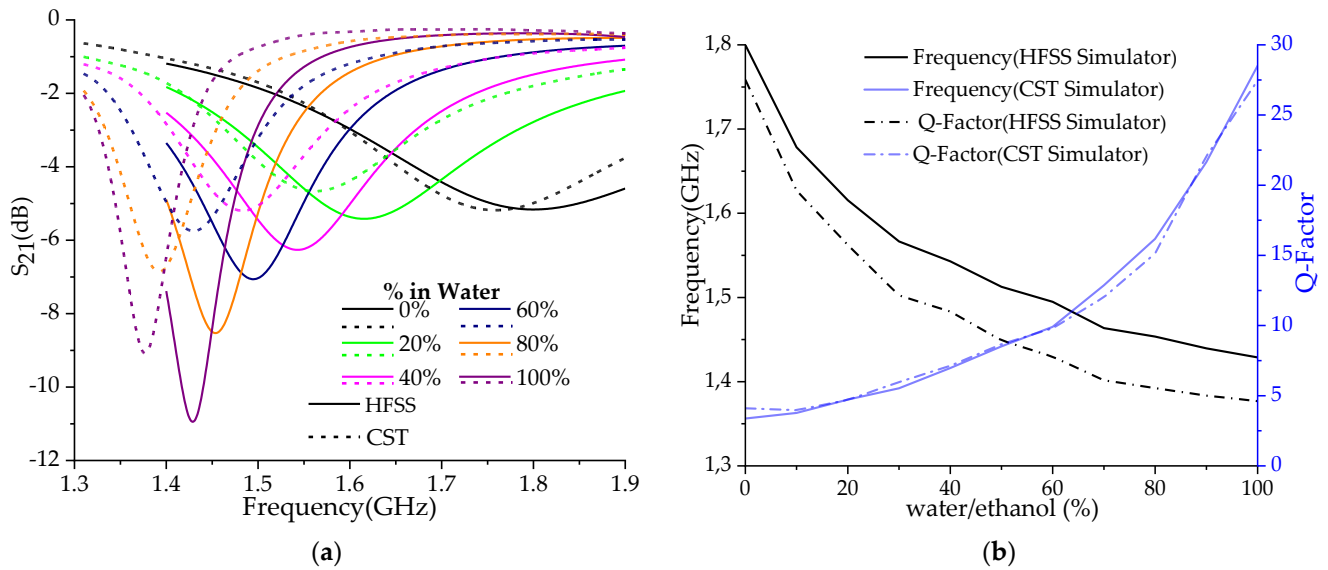 0
-2
-4
-6
-8
-10
-12
S21(dB)
1.3 1.4 1.5 1.6 1.7 1.8 1.9
Frequency(GHz)
% in Water
0% 60%
20% 80%
40% 100%
HFSS
CST
(a)
1,8
1,7
1,6
1,5
1,4
1,3
Frequency(GHz)
Frequency(HFSS Simulator)
Frequency(CST Simulator)
Q-Factor(HFSS Simulator)
Q-Factor(CST Simulator)
30
25
20
15
10
5
0
Q-Factor
0 20 40 60 80 100
water/ethanol (%)
(b)